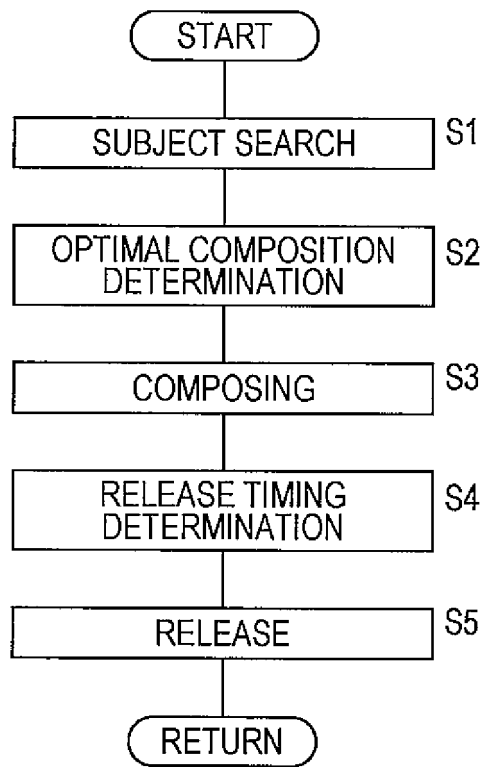 START
SUBJECT SEARCH S1
OPTIMAL COMPOSITION
DETERMINATION S2
COMPOSING S3
RELEASE TIMING
DETERMINATION S4
RELEASE S5
RETURN